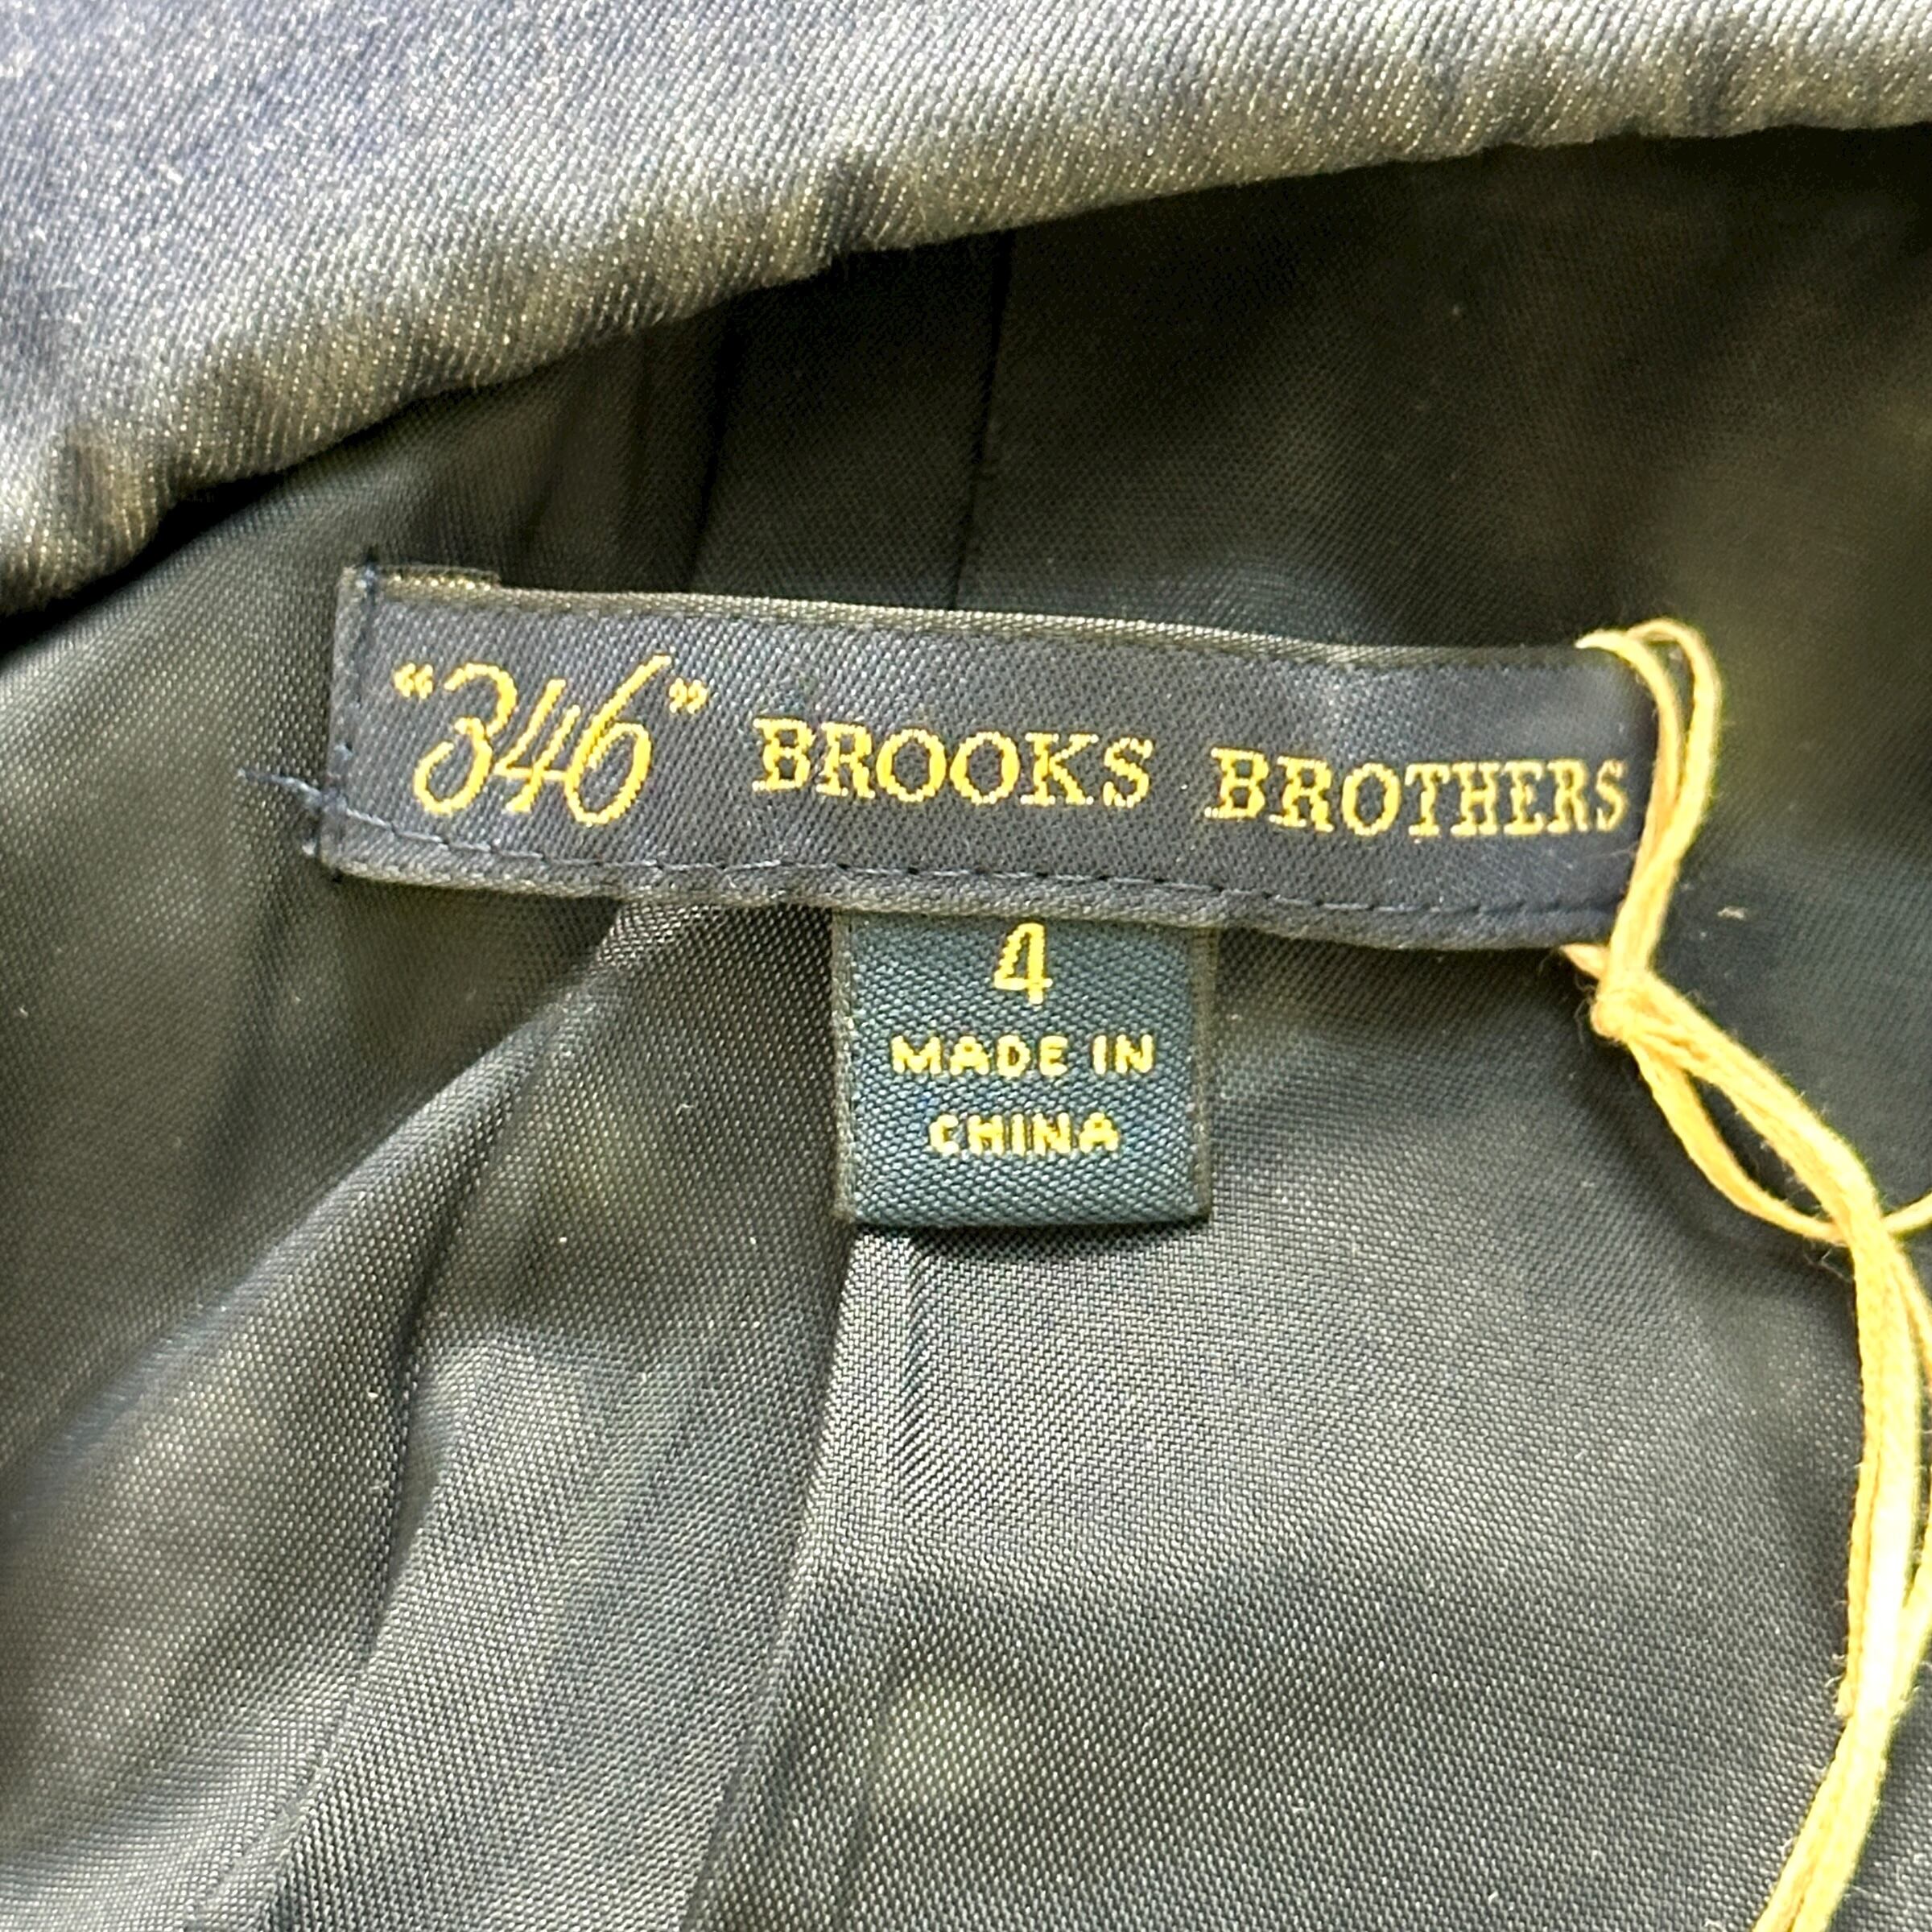 “346” BROOKS BROTHERS
4
MADE IN
CHINA